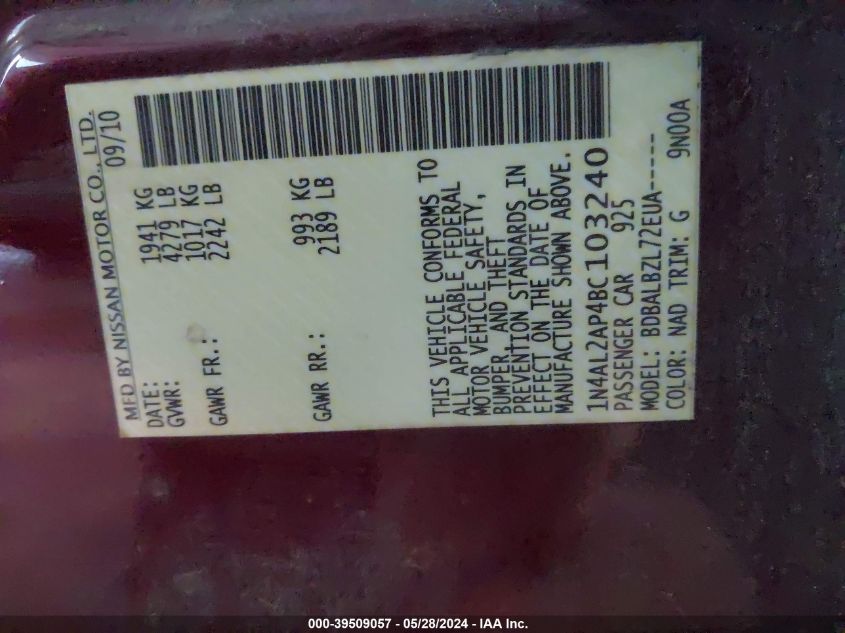 MFD BY NISSAN MOTOR CO., LTD.
DATE: 09/10
GVWR: 1941 KG
4279 LB
GAWR FR.: 1017 KG
2242 LB
GAWR RR.: 993 KG
2189 LB
THIS VEHICLE CONFORMS TO
ALL APPLICABLE FEDERAL
MOTOR VEHICLE SAFETY,
BUMPER, AND THEFT
PREVENTION STANDARDS IN
EFFECT ON THE DATE OF
MANUFACTURE SHOWN ABOVE.
1N4AL2AP4BC103240
PASSENGER CAR 925
MODEL: BDBALBZL72EUA-----
COLOR: NAD TRIM: G 9N00A
000-39509057 - 05/28/2024 - IAA Inc.